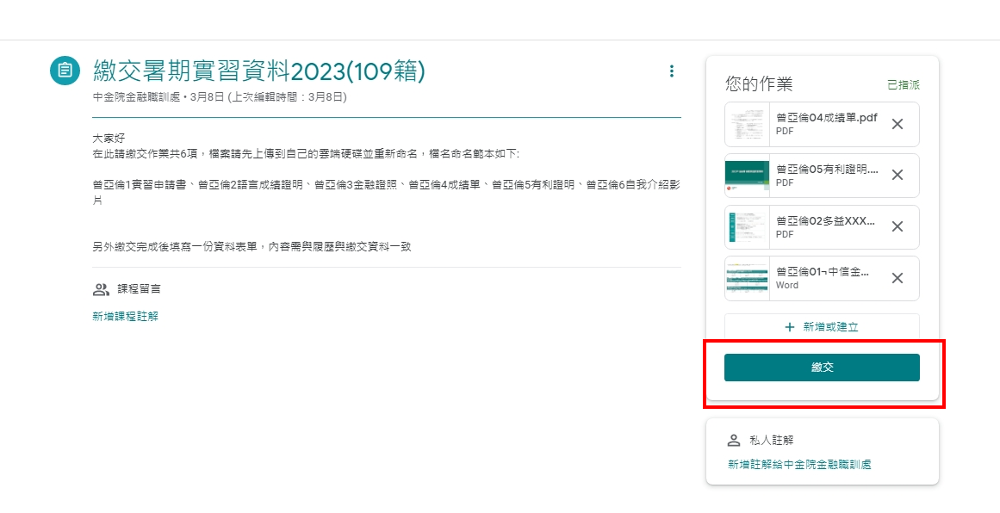 繳交暑期實習資料2023(109籍)
中金院金融職訓處 • 3月8日 (上次編輯時間：3月8日)
大家好
在此請繳交作業共6項，檔案請先上傳到自己的雲端硬碟並重新命名，檔名命名範本如下:
曾亞倫1實習申請書、曾亞倫2語言成績證明、曾亞倫3金融證照、曾亞倫4成績單、曾亞倫5有利證明、曾亞倫6自我介紹影
片
另外繳交完成後填寫一份資料表單，內容需與履歷與繳交資料一致
課程留言
新增課程註解
您的作業
已指派
曾亞倫04成績單.pdf
PDF
曾亞倫05有利證明....
PDF
曾亞倫02多益XXX...
PDF
曾亞倫01¬中信金...
Word
+ 新增或建立
繳交
私人註解
新增註解給中金院金融職訓處